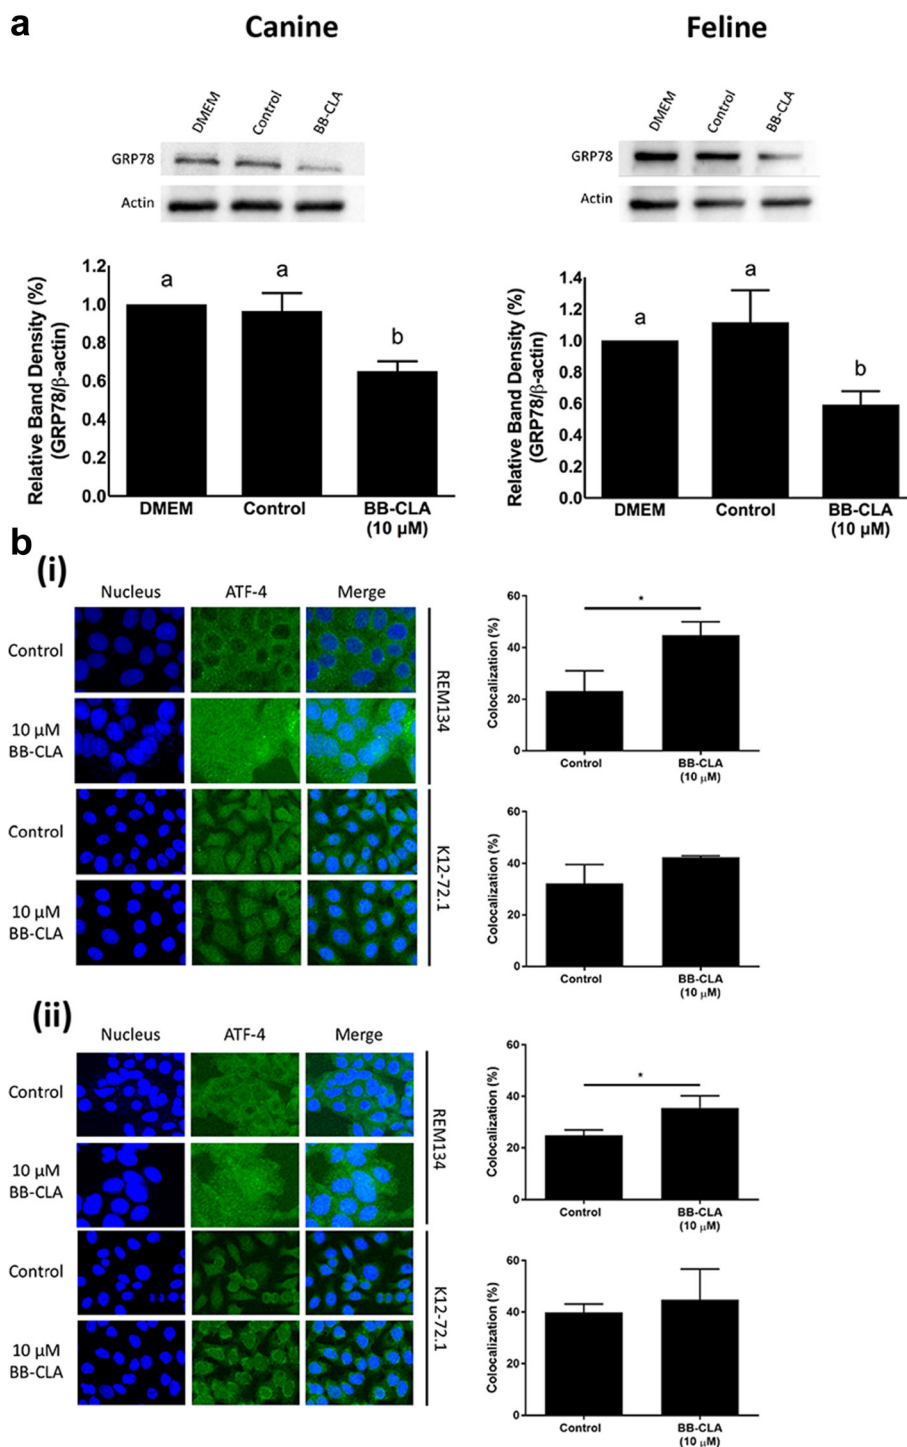 a
Canine
Feline
DMEM
Control
BB-CLA
GRP78
Actin
DMEM
Control
BB-CLA
GRP78
Actin
Relative Band Density (%)
(GRP78/β-actin)
1.2
1.0
0.8
0.6
0.4
0.2
0.0
a
a
b
DMEM
Control
BB-CLA
(10 μM)
Relative Band Density (%)
(GRP78/β-actin)
1.4
1.2
1.0
0.8
0.6
0.4
0.2
0.0
a
a
b
DMEM
Control
BB-CLA
(10 μM)
b
(i)
Nucleus
ATF-4
Merge
Control
10 μM
BB-CLA
REM134
Control
10 μM
BB-CLA
K12-72.1
Colocalization (%)
60
40
20
0
*
Control
BB-CLA
(10 μM)
Colocalization (%)
60
40
20
0
Control
BB-CLA
(10 μM)
(ii)
Nucleus
ATF-4
Merge
Control
10 μM
BB-CLA
REM134
Control
10 μM
BB-CLA
K12-72.1
Colocalization (%)
60
40
20
0
*
Control
BB-CLA
(10 μM)
Colocalization (%)
60
40
20
0
Control
BB-CLA
(10 μM)